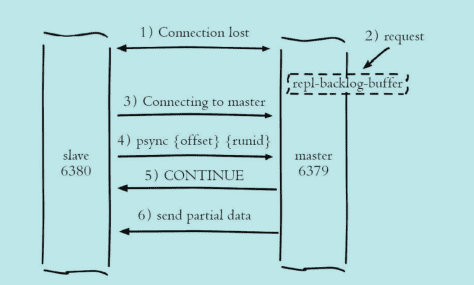 1) Connection lost
2) request
repl-backlog-buffer
3) Connecting to master
4) psync {offset} {runid}
slave
6380
master
6379
5) CONTINUE
6) send partial data